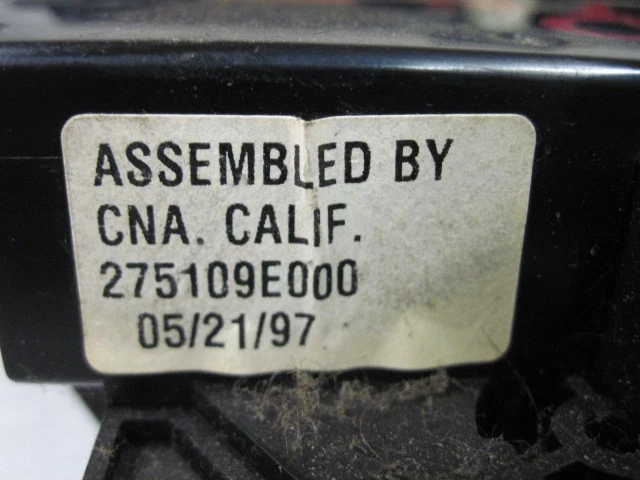 ASSEMBLED BY
CNA. CALIF.
275109E000
05/21/97